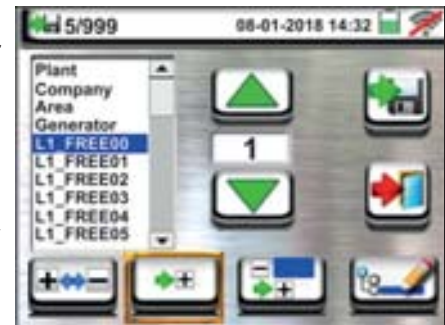 5/999 08-01-2018 14:32
Plant
Company
Area
Generator
L1_FREE00
L1_FREE01
L1_FREE02
L1_FREE03
L1_FREE04
L1_FREE05
1